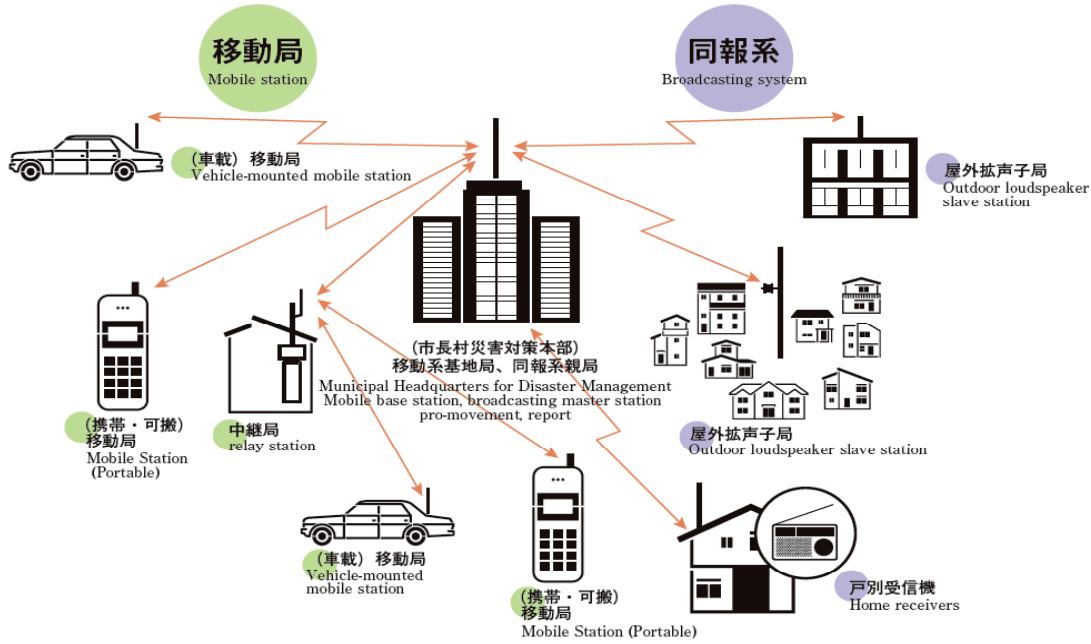 移動局
Mobile station
同報系
Broadcasting system
(車載) 移動局
Vehicle-mounted mobile station
屋外拡声子局
Outdoor loudspeaker
slave station
(市長村災害対策本部)
移動系基地局、同報系親局
Municipal Headquarters for Disaster Management
Mobile base station, broadcasting master station
pro-movement, report
(携帯・可搬)
移動局
Mobile Station
(Portable)
中継局
relay station
屋外拡声子局
Outdoor loudspeaker slave station
(車載) 移動局
Vehicle-mounted
mobile station
(携帯・可搬)
移動局
Mobile Station (Portable)
戸別受信機
Home receivers